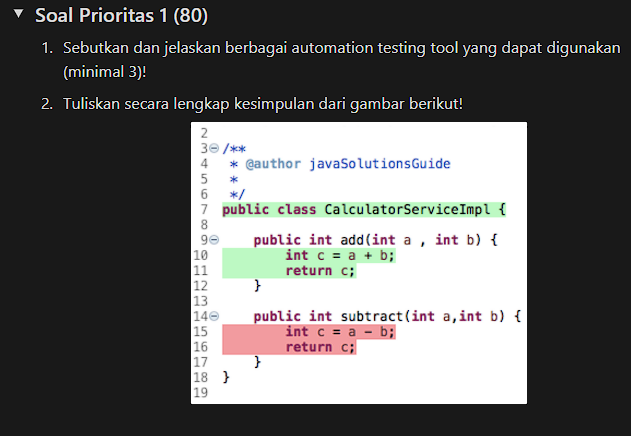 Soal Prioritas 1 (80)
1. Sebutkan dan jelaskan berbagai automation testing tool yang dapat digunakan
(minimal 3)!
2. Tuliskan secara lengkap kesimpulan dari gambar berikut!
2
3 /**
4 * @author javaSolutionsGuide
5 *
6 */
7 public class CalculatorServiceImpl {
8
9 public int add(int a , int b) {
10 int c = a + b;
11 return c;
12 }
13
14 public int subtract(int a,int b) {
15 int c = a - b;
16 return c;
17 }
18 }
19